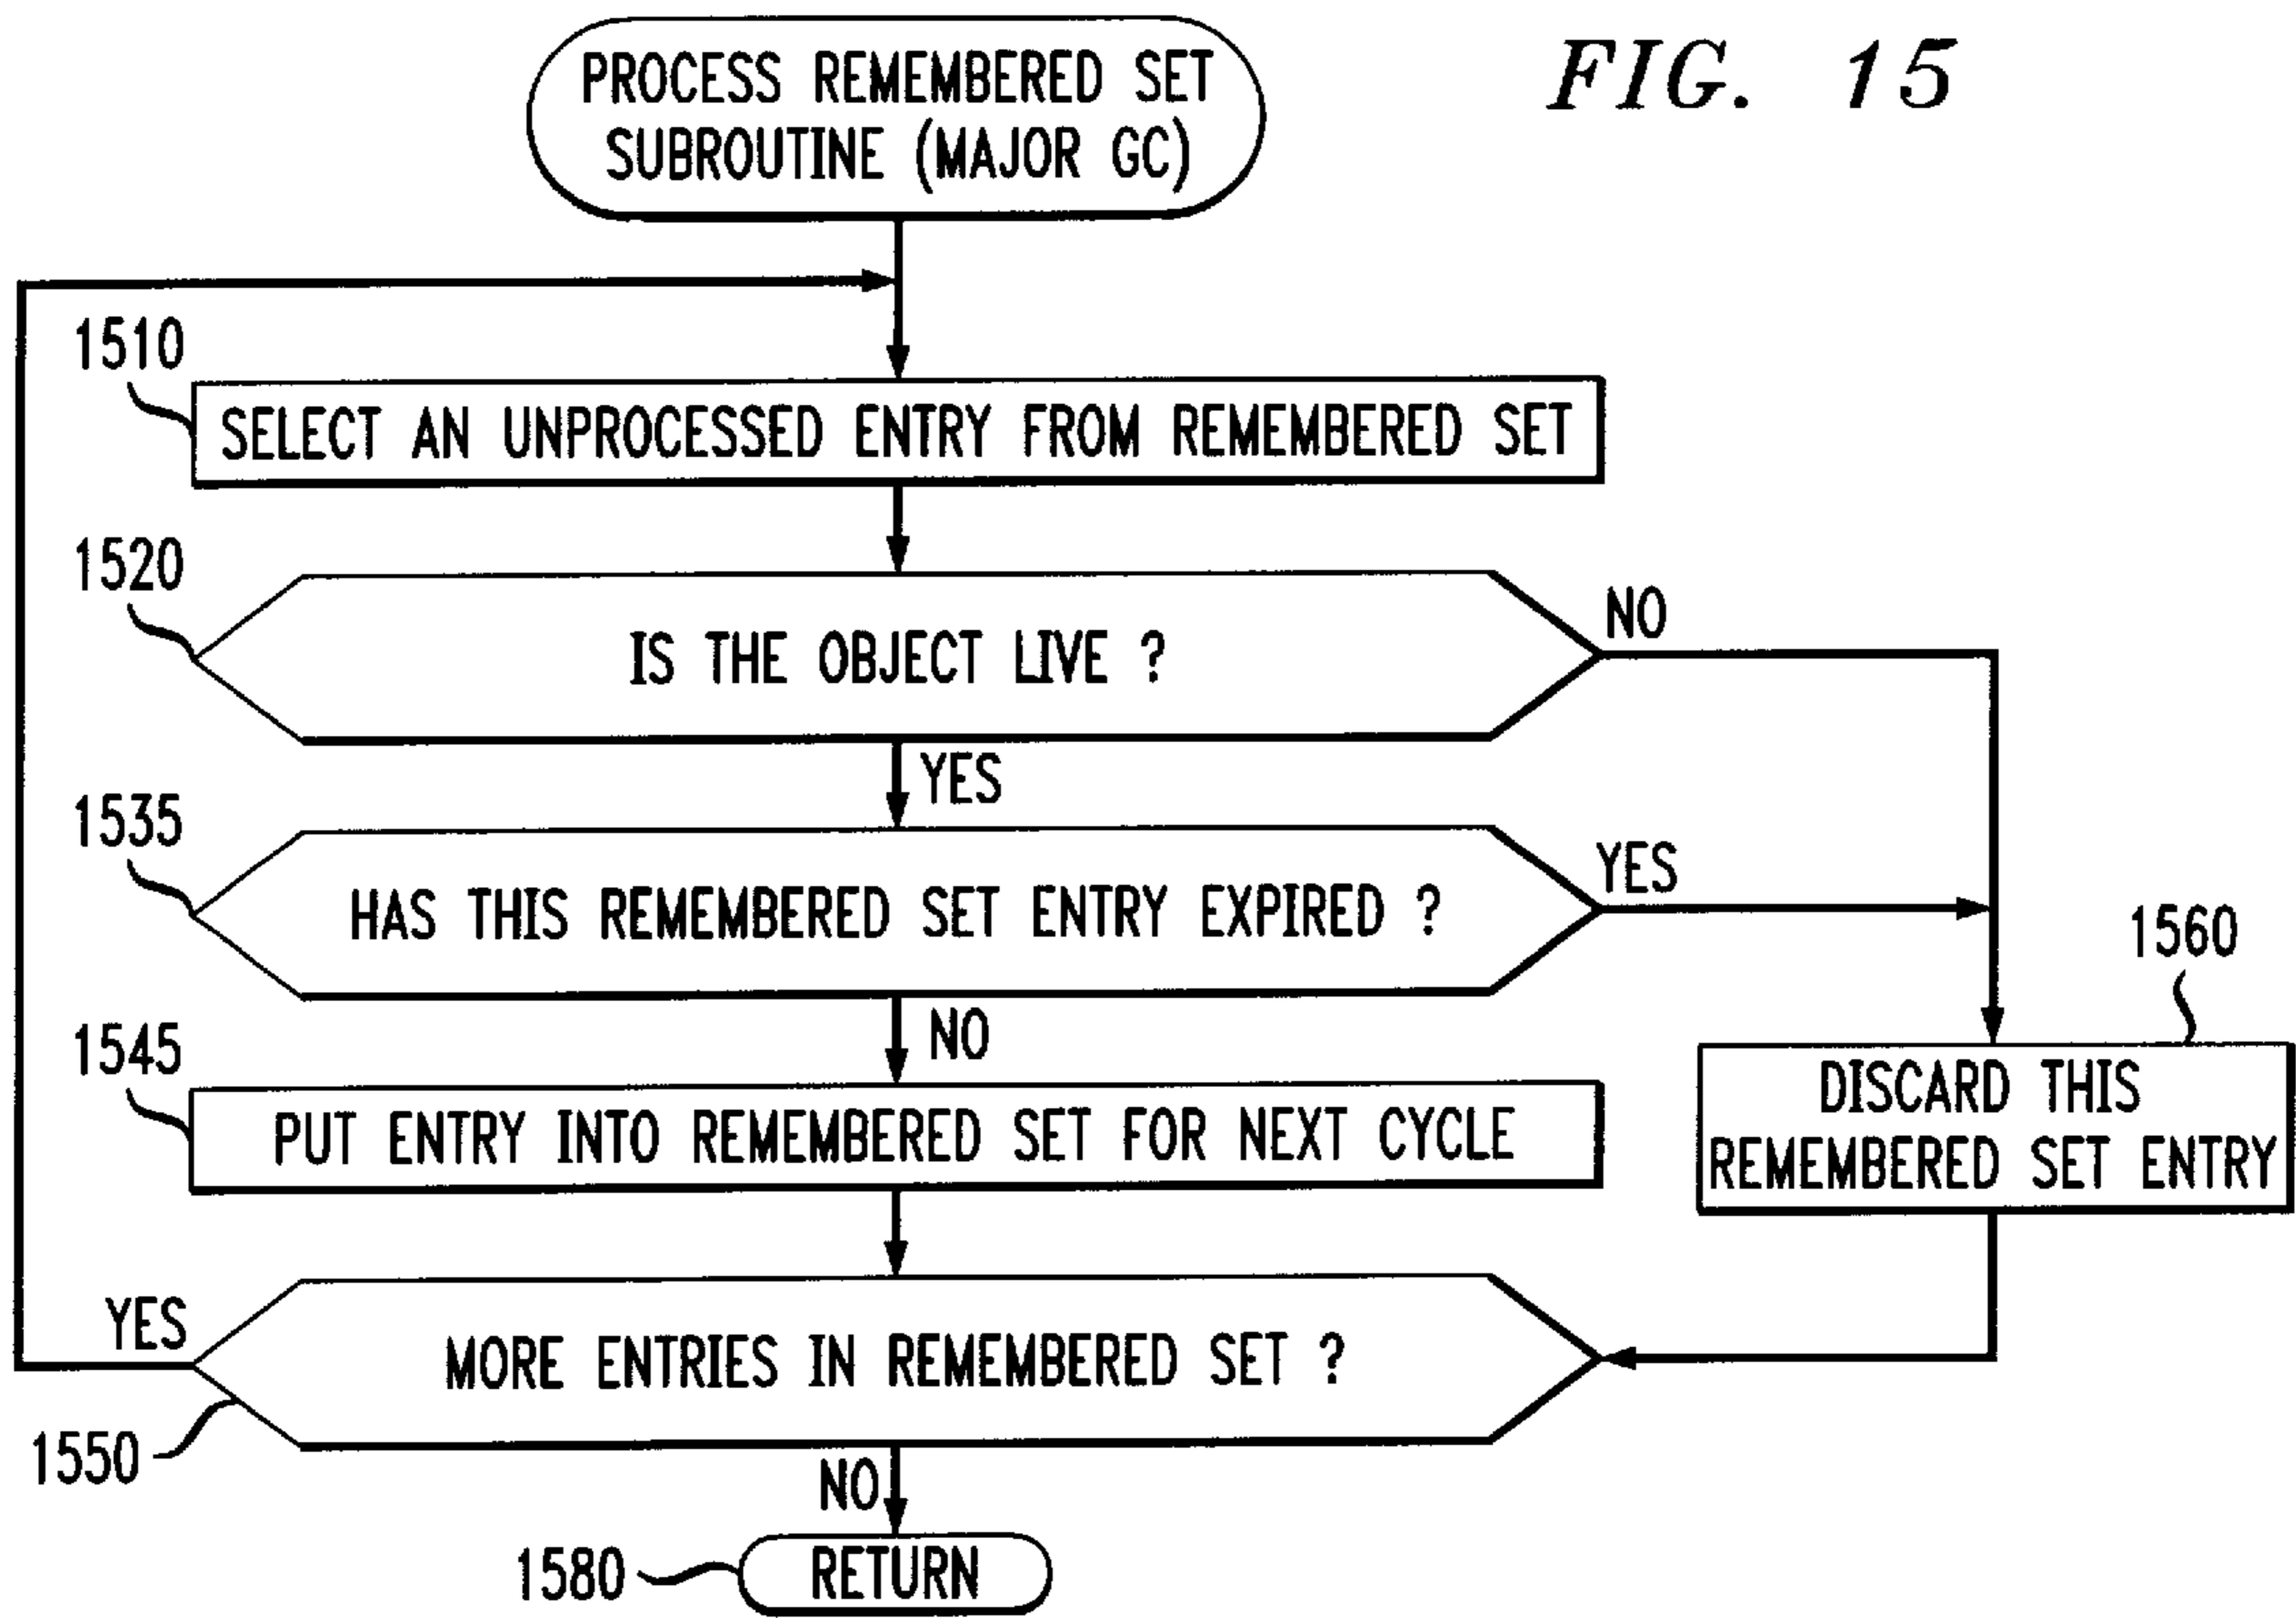 PROCESS REMEMBERED SET
SUBROUTINE (MAJOR GC)
FIG. 15
1510
SELECT AN UNPROCESSED ENTRY FROM REMEMBERED SET
1520
IS THE OBJECT LIVE ?
NO
YES
1535
HAS THIS REMEMBERED SET ENTRY EXPIRED ?
YES
NO
1545
PUT ENTRY INTO REMEMBERED SET FOR NEXT CYCLE
1560
DISCARD THIS
REMEMBERED SET ENTRY
YES
MORE ENTRIES IN REMEMBERED SET ?
1550
NO
1580
RETURN